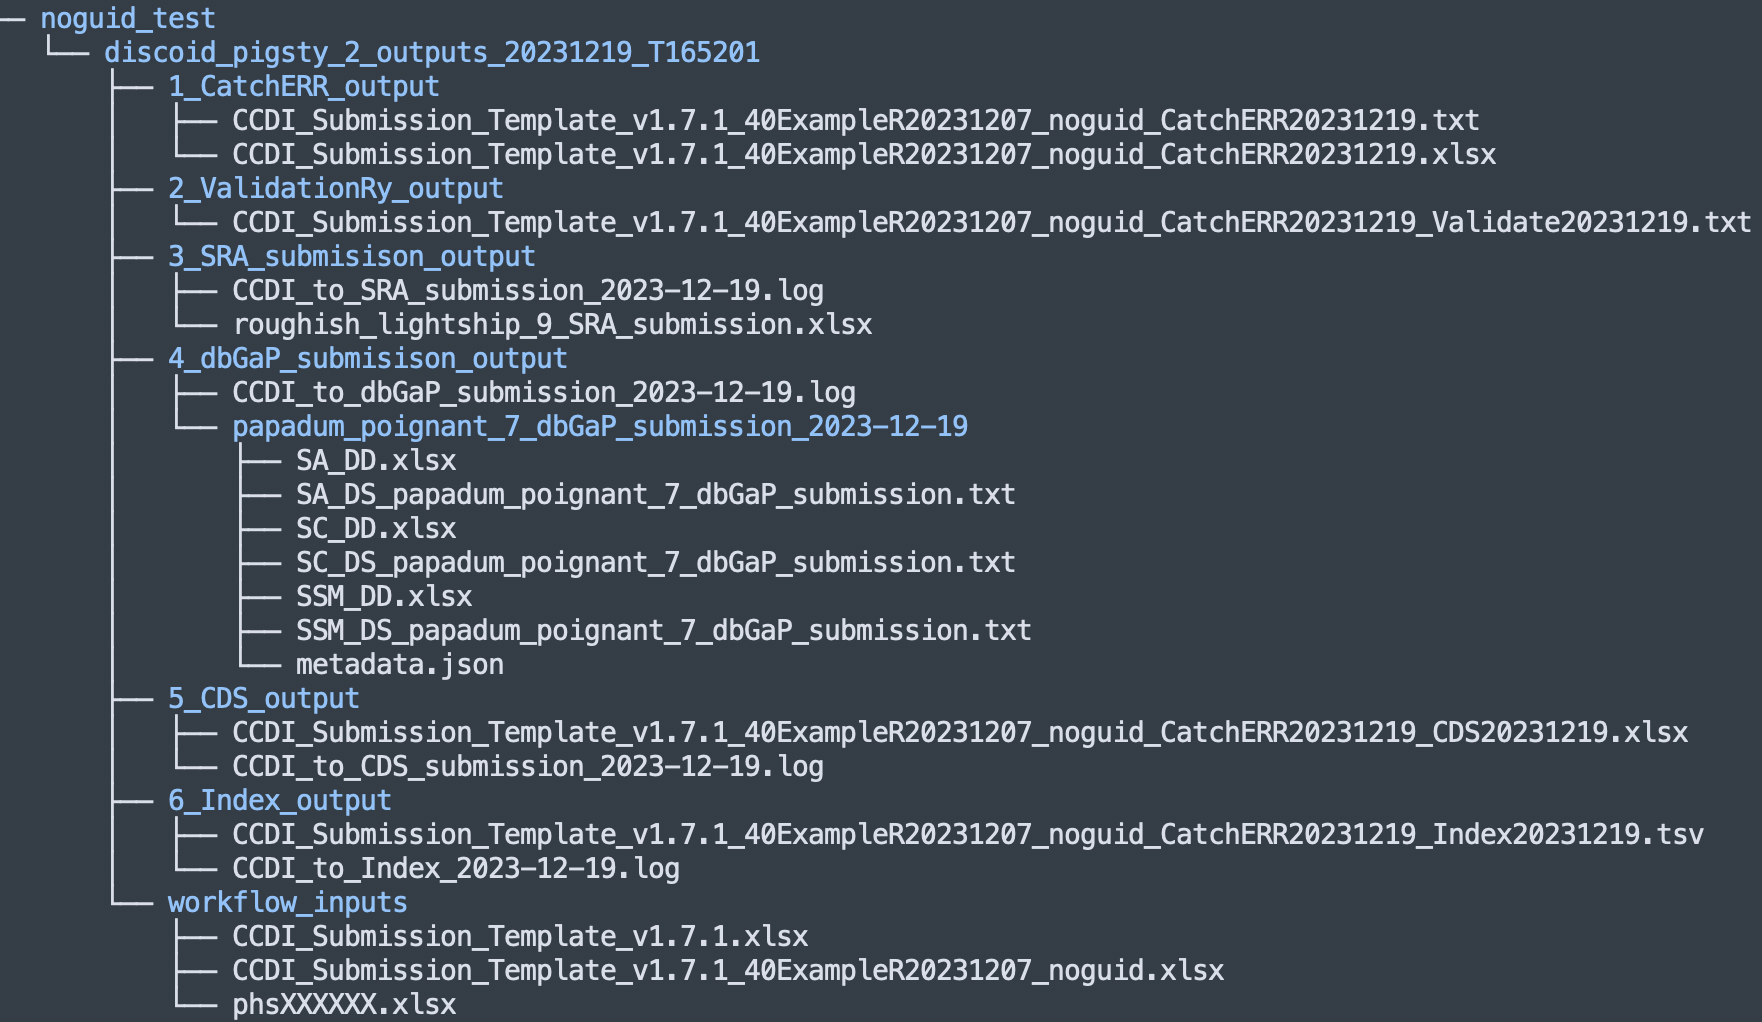 noguid_test
discoid_pigsty_2_outputs_20231219_T165201
1_CatchERR_output
CCDI_Submission_Template_v1.7.1_40ExampleR20231207_noguid_CatchERR20231219.txt
CCDI_Submission_Template_v1.7.1_40ExampleR20231207_noguid_CatchERR20231219.xlsx
2_ValidationRy_output
CCDI_Submission_Template_v1.7.1_40ExampleR20231207_noguid_CatchERR20231219_Validate20231219.txt
3_SRA_submisison_output
CCDI_to_SRA_submission_2023-12-19.log
roughish_lightship_9_SRA_submission.xlsx
4_dbGaP_submisison_output
CCDI_to_dbGaP_submission_2023-12-19.log
papadum_poignant_7_dbGaP_submission_2023-12-19
SA_DD.xlsx
SA_DS_papadum_poignant_7_dbGaP_submission.txt
SC_DD.xlsx
SC_DS_papadum_poignant_7_dbGaP_submission.txt
SSM_DD.xlsx
SSM_DS_papadum_poignant_7_dbGaP_submission.txt
metadata.json
5_CDS_output
CCDI_Submission_Template_v1.7.1_40ExampleR20231207_noguid_CatchERR20231219_CDS20231219.xlsx
CCDI_to_CDS_submission_2023-12-19.log
6_Index_output
CCDI_Submission_Template_v1.7.1_40ExampleR20231207_noguid_CatchERR20231219_Index20231219.tsv
CCDI_to_Index_2023-12-19.log
workflow_inputs
CCDI_Submission_Template_v1.7.1.xlsx
CCDI_Submission_Template_v1.7.1_40ExampleR20231207_noguid.xlsx
phsXXXXXX.xlsx